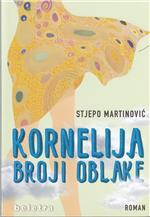 STJEPO MARTINOVIĆ
KORNELIJA
BROJI OBLAKE
beletra
ROMAN